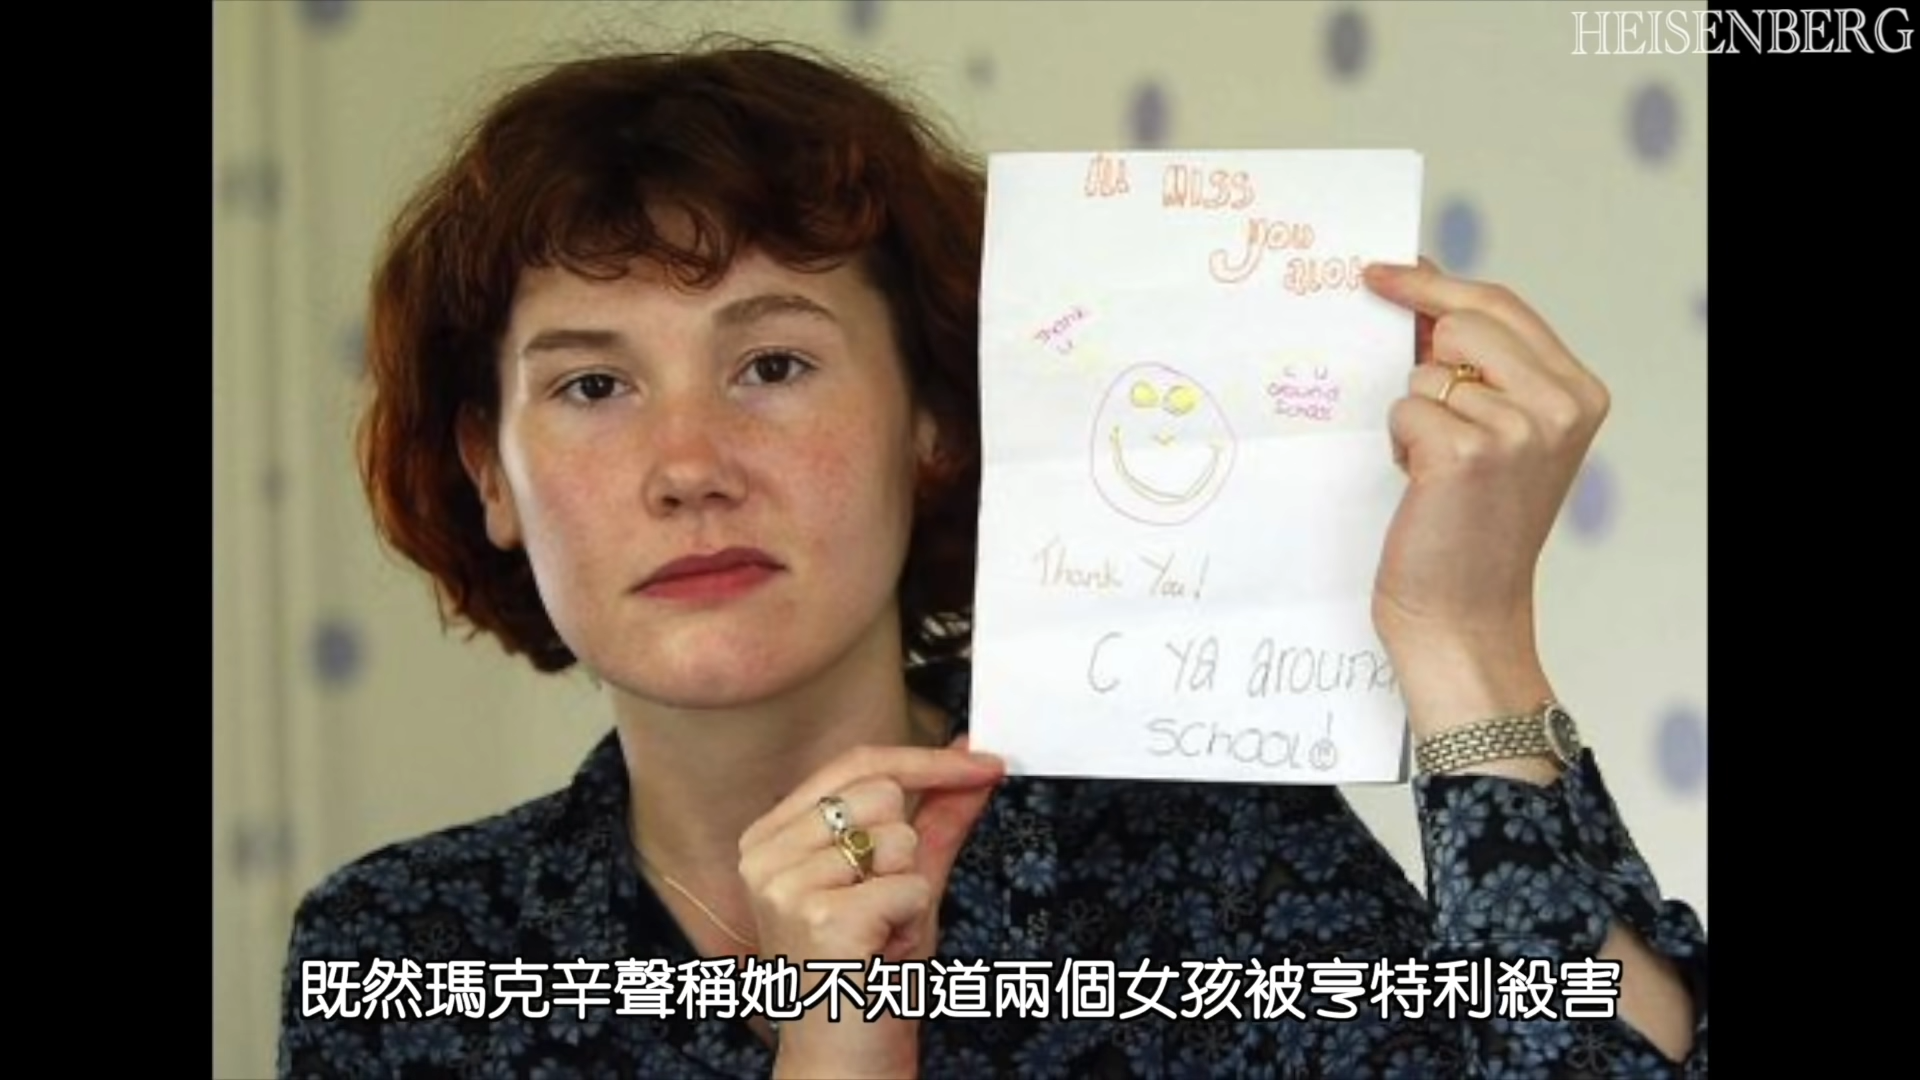 HEISENBERG
MISS
you
Thank
U
C U
around
School
Thank You!
C Ya around
SCHOOL!
既然瑪克辛聲稱她不知道兩個女孩被亨特利殺害